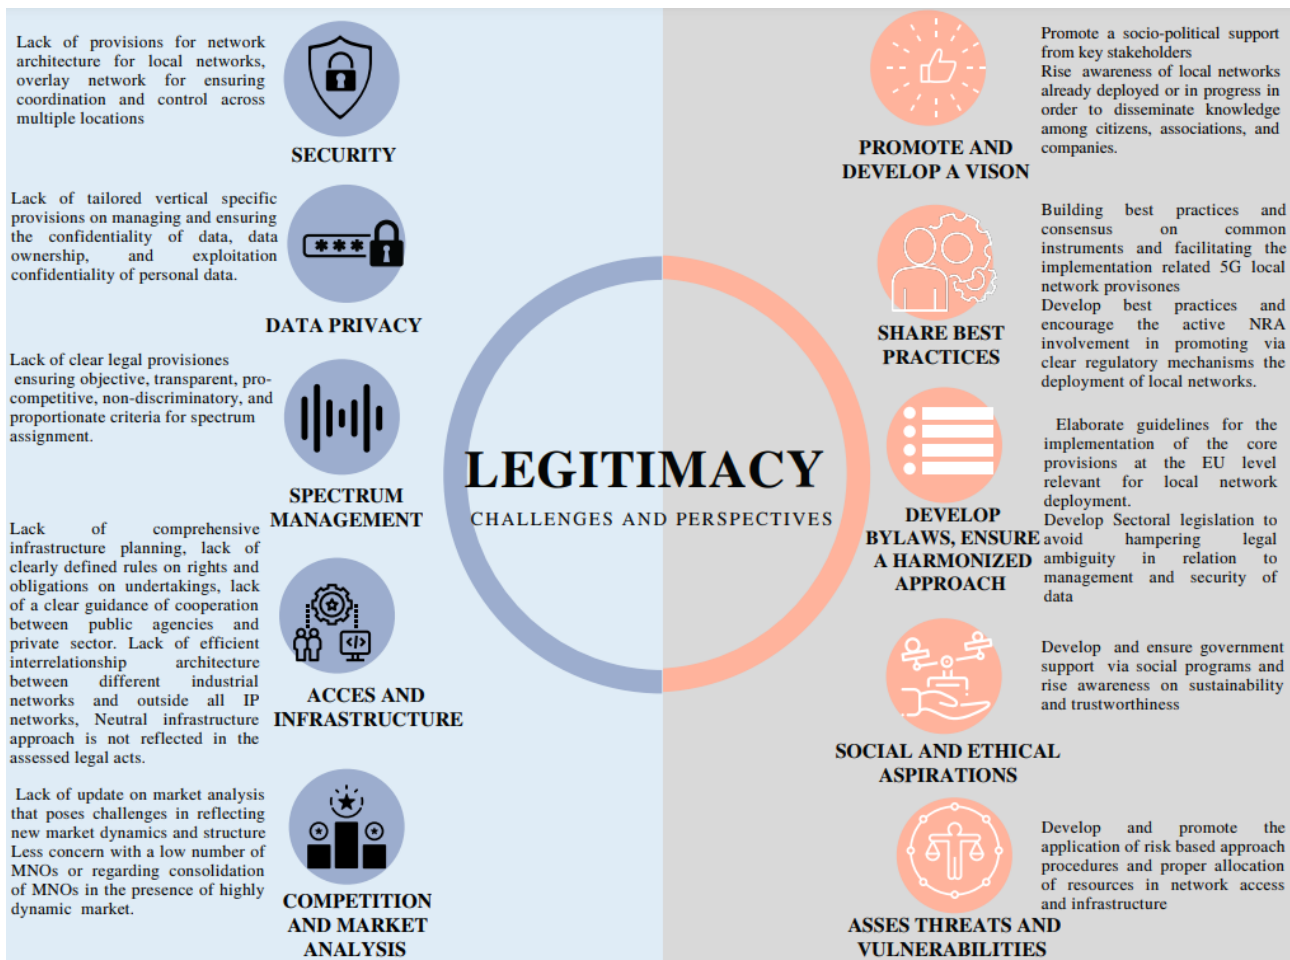 Lack of provisions for network
architecture for local networks,
overlay network for ensuring
coordination and control across
multiple locations
SECURITY
Lack of tailored vertical specific
provisions on managing and ensuring
the confidentiality of data, data
ownership, and exploitation
confidentiality of personal data.
***
DATA PRIVACY
Lack of clear legal provisiones
ensuring objective, transparent, pro-
competitive, non-discriminatory, and
proportionate criteria for spectrum
assignment.
SPECTRUM
MANAGEMENT
Lack of comprehensive
infrastructure planning, lack of
clearly defined rules on rights and
obligations on undertakings, lack
of a clear guidance of cooperation
between public agencies and
private sector. Lack of efficient
interrelationship architecture
between different industrial
networks and outside all IP
networks, Neutral infrastructure
approach is not reflected in the
assessed legal acts.
</>
ACCES AND
INFRASTRUCTURE
Lack of update on market analysis
that poses challenges in reflecting
new market dynamics and structure
Less concern with a low number of
MNOs or regarding consolidation
of MNOs in the presence of highly
dynamic market.
COMPETITION
AND MARKET
ANALYSIS
LEGITIMACY
CHALLENGES AND PERSPECTIVES
PROMOTE AND
DEVELOP A VISON
Promote a socio-political support
from key stakeholders
Rise awareness of local networks
already deployed or in progress in
order to disseminate knowledge
among citizens, associations, and
companies.
SHARE BEST
PRACTICES
Building best practices and
consensus on common
instruments and facilitating the
implementation related 5G local
network provisones
Develop best practices and
encourage the active NRA
involvement in promoting via
clear regulatory mechanisms the
deployment of local networks.
DEVELOP
BYLAWS, ENSURE
A HARMONIZED
APPROACH
Elaborate guidelines for the
implementation of the core
provisions at the EU level
relevant for local network
deployment.
Develop Sectoral legislation to
avoid hampering legal
ambiguity in relation to
management and security of
data
SOCIAL AND ETHICAL
ASPIRATIONS
Develop and ensure government
support via social programs and
rise awareness on sustainability
and trustworthiness
ASSES THREATS AND
VULNERABILITIES
Develop and promote the
application of risk based approach
procedures and proper allocation
of resources in network access
and infrastructure